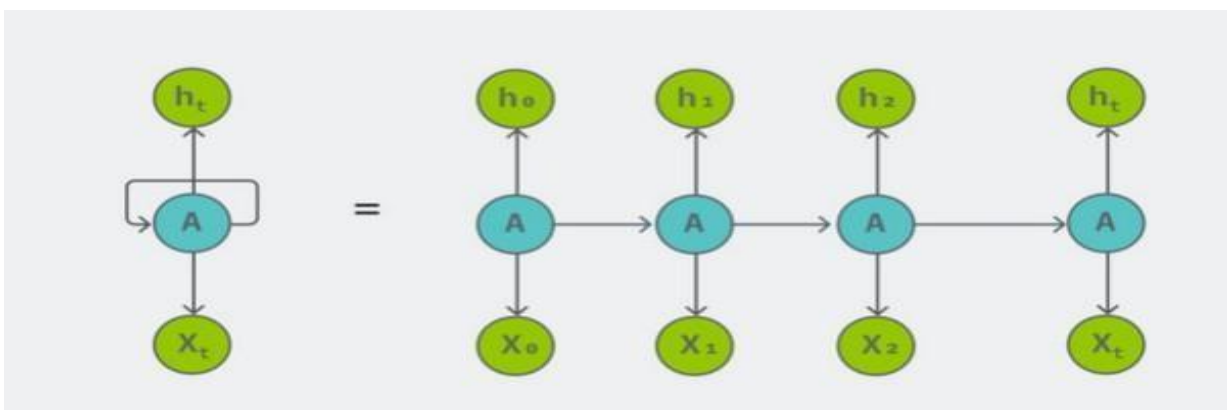 hₜ h₀ h₁ h₂ hₜ
A = A A A A
Xₜ X₀ X₁ X₂ Xₜ